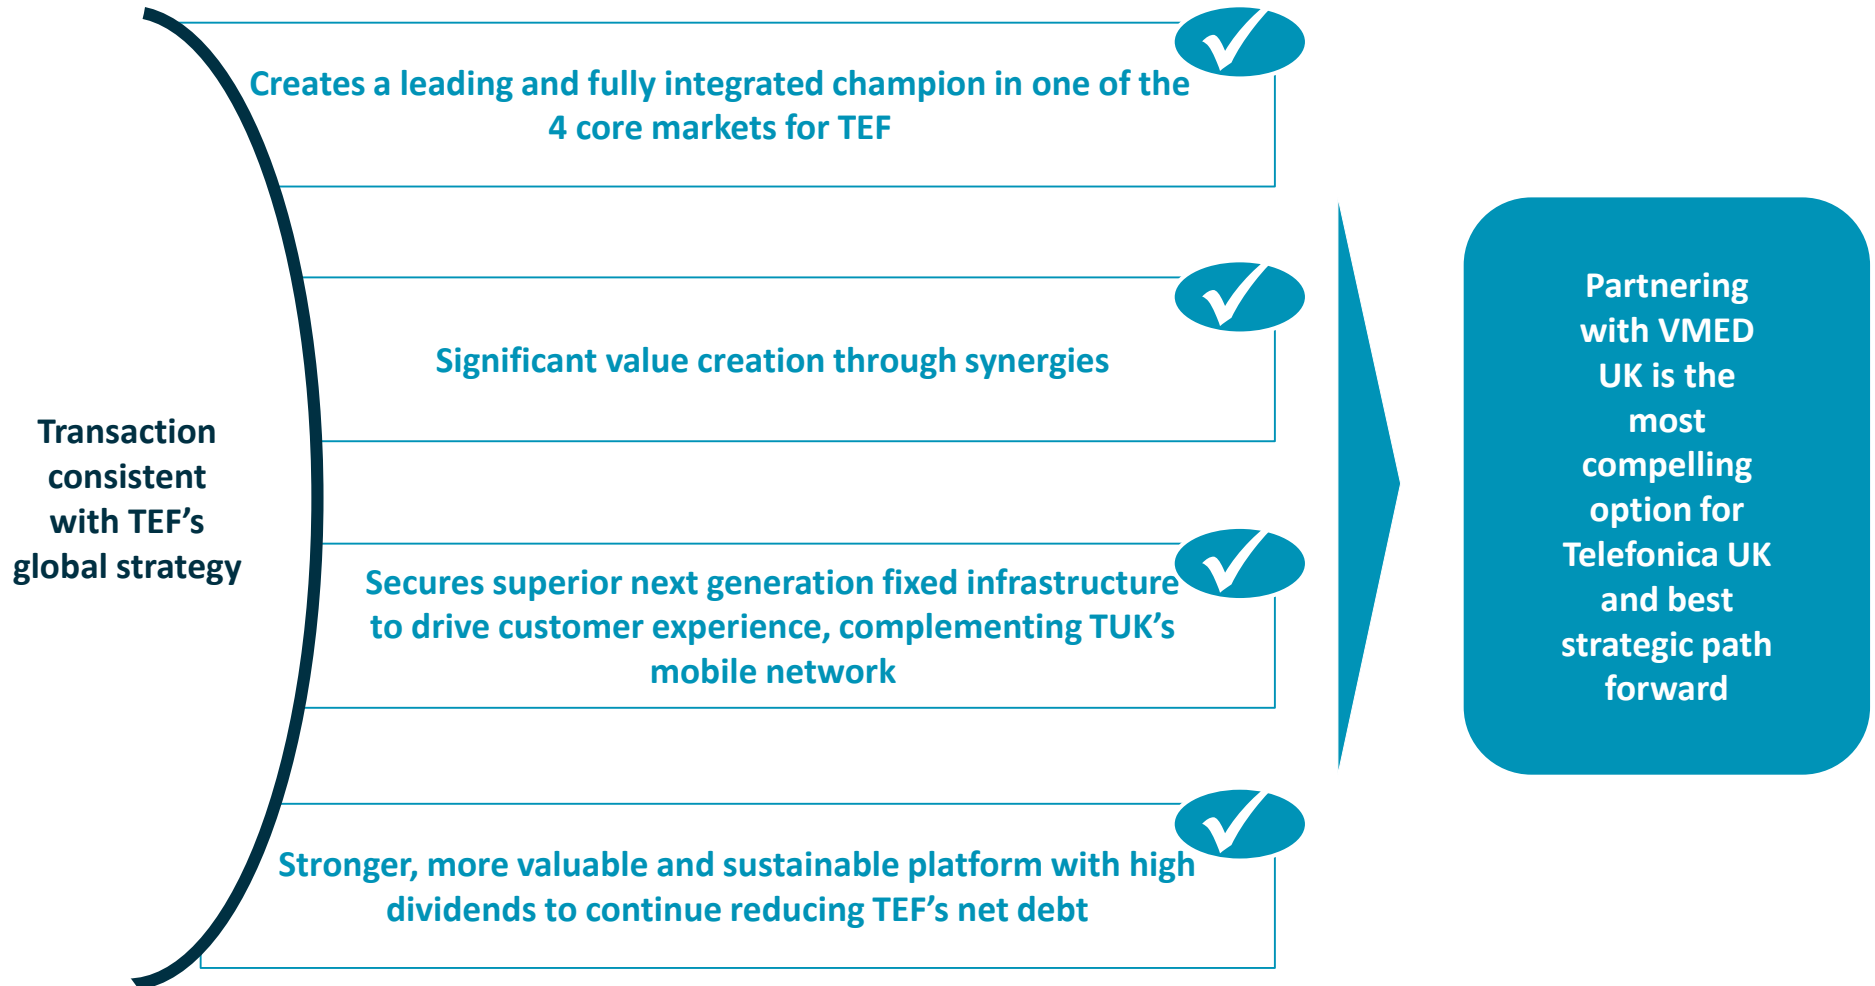 Transaction
consistent
with TEF’s
global strategy
Creates a leading and fully integrated champion in one of the
4 core markets for TEF
Significant value creation through synergies
Secures superior next generation fixed infrastructure
to drive customer experience, complementing TUK’s
mobile network
Stronger, more valuable and sustainable platform with high
dividends to continue reducing TEF’s net debt
Partnering
with VMED
UK is the
most
compelling
option for
Telefonica UK
and best
strategic path
forward